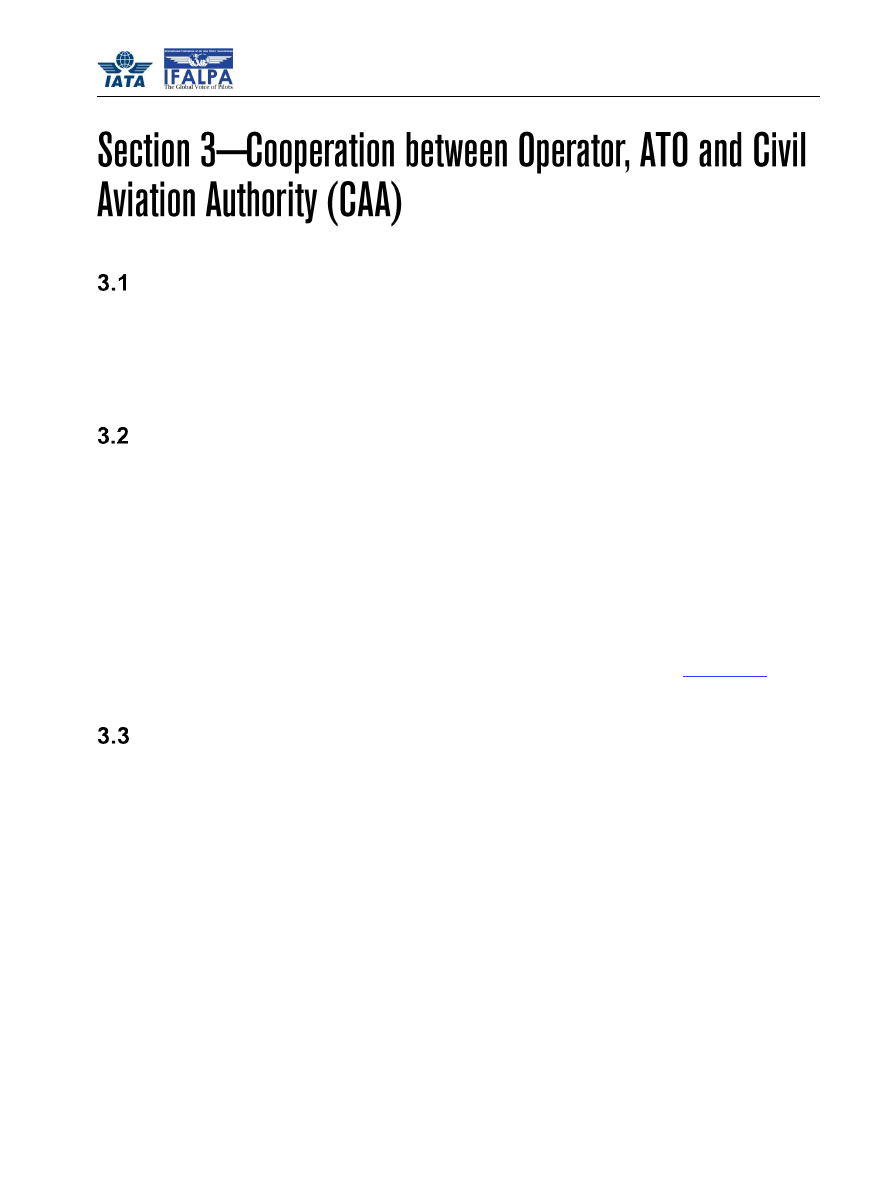 IATA
IFALPA
The Global Voice of Pilots
Section 3—Cooperation between Operator, ATO and Civil
Aviation Authority (CAA)
3.1
3.2
3.3